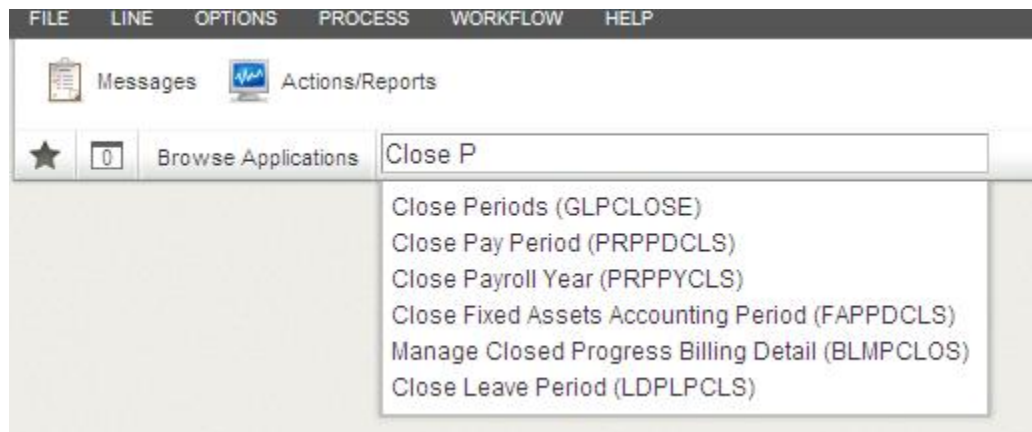 FILE LINE OPTIONS PROCESS WORKFLOW HELP
Messages Actions/Reports
0 Browse Applications Close P
Close Periods (GLPCLOSE)
Close Pay Period (PRPPDCLS)
Close Payroll Year (PRPPYCLS)
Close Fixed Assets Accounting Period (FAPPDCLS)
Manage Closed Progress Billing Detail (BLMPCLOS)
Close Leave Period (LDPLPCLS)